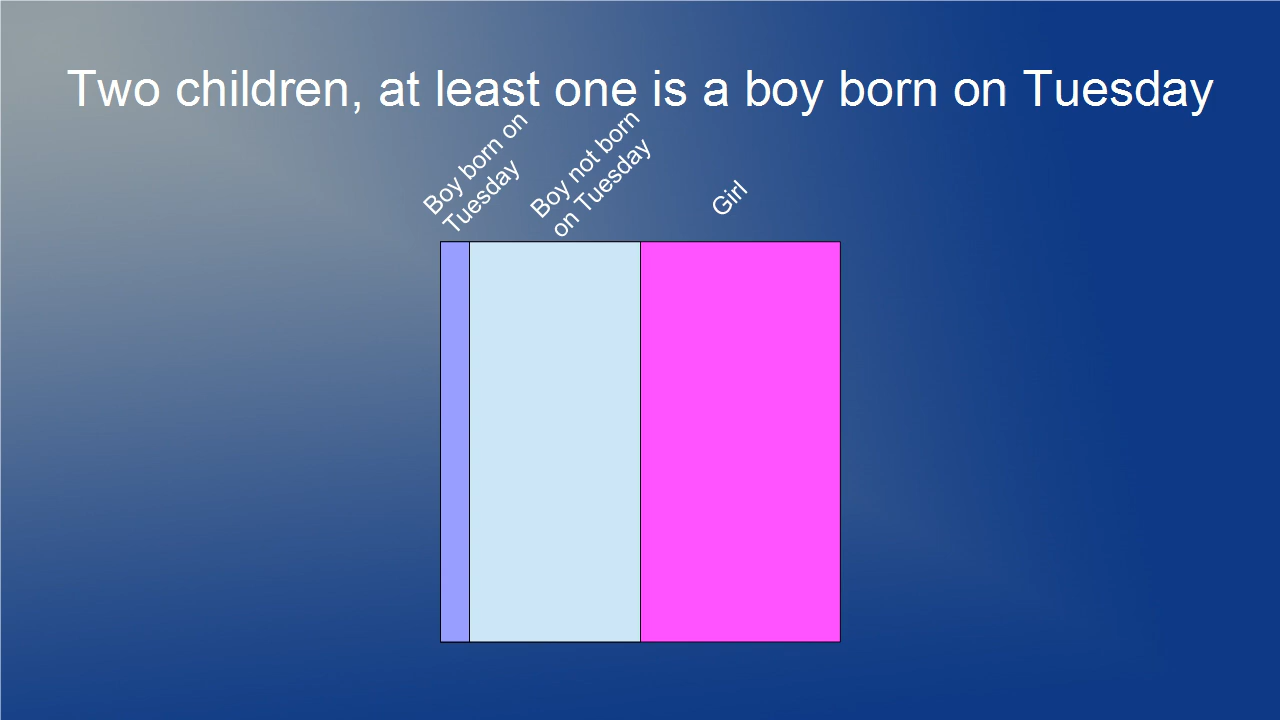 Two children, at least one is a boy born on Tuesday
Boy born on
Tuesday
Boy not born
on Tuesday
Girl